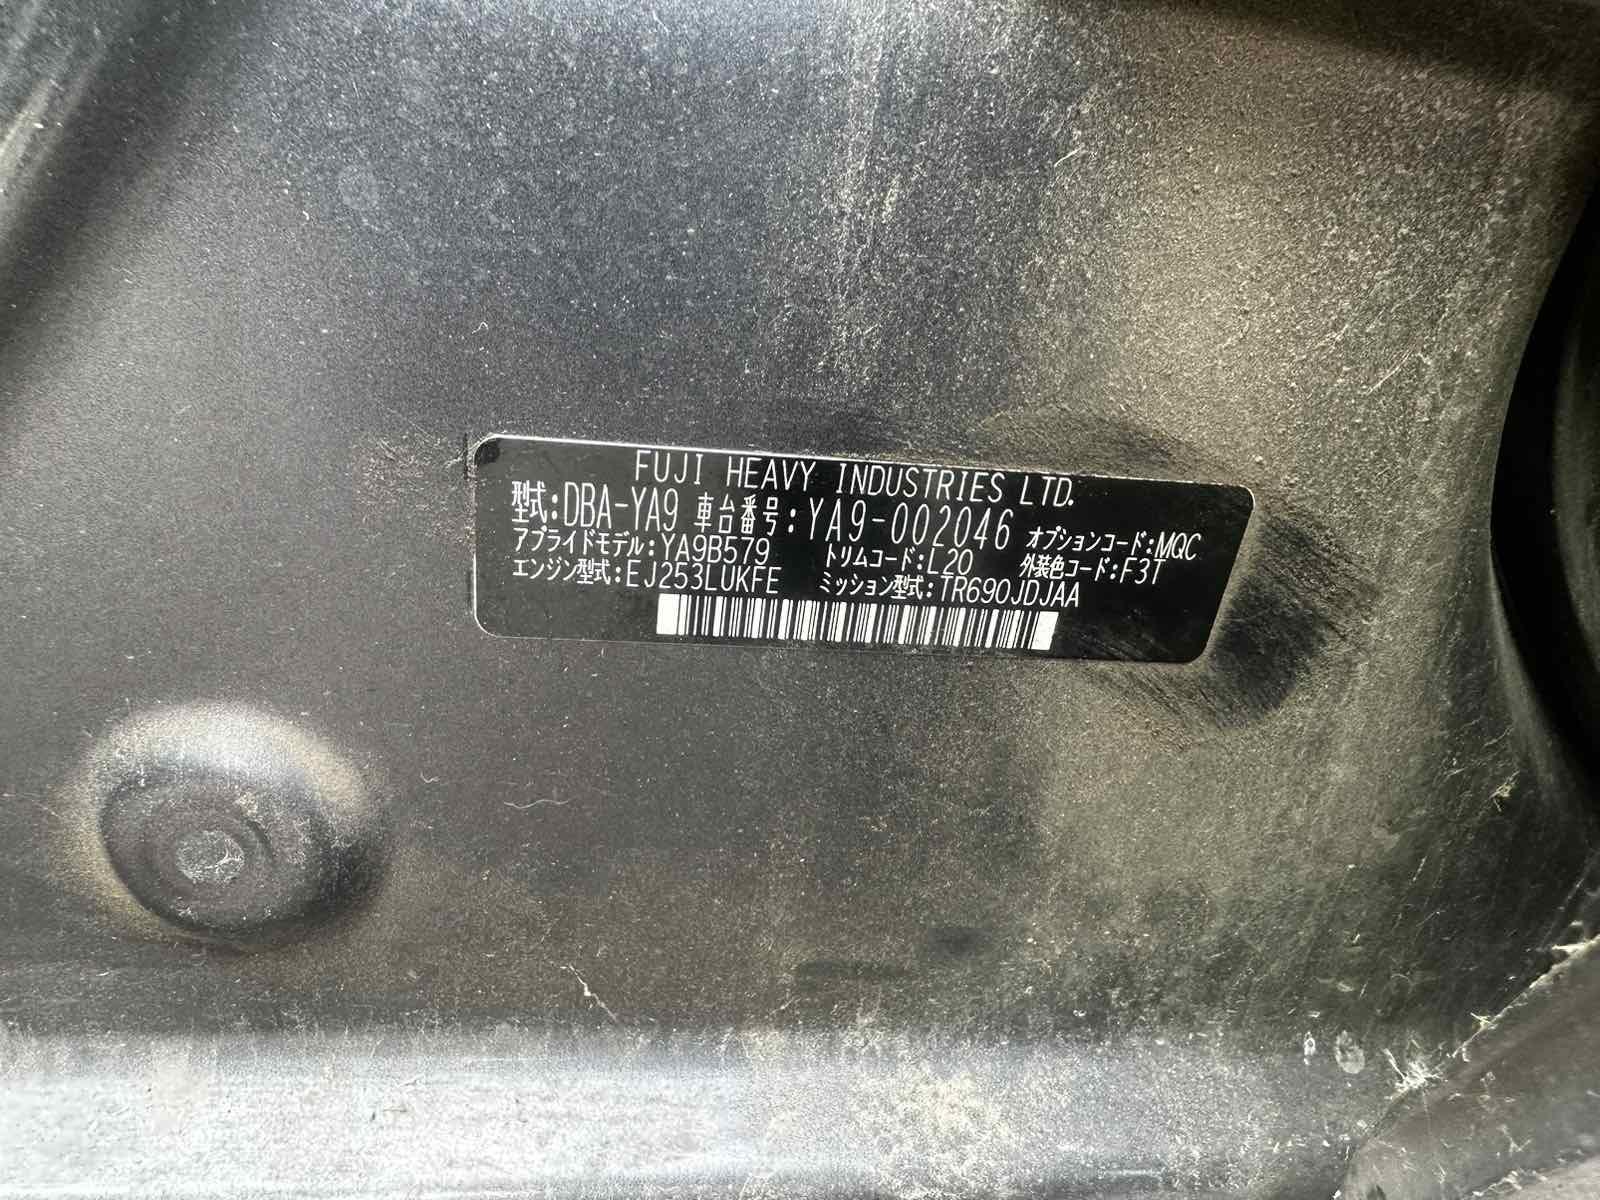 FUJI HEAVY INDUSTRIES LTD.
型式:DBA-YA9 車台番号:YA9-002046 オプションコード:MQC
アプライドモデル:YA9B579 トリムコード:L20 外装色コード:F3T
エンジン型式:EJ253LUKFE ミッション型式:TR690JDJAA